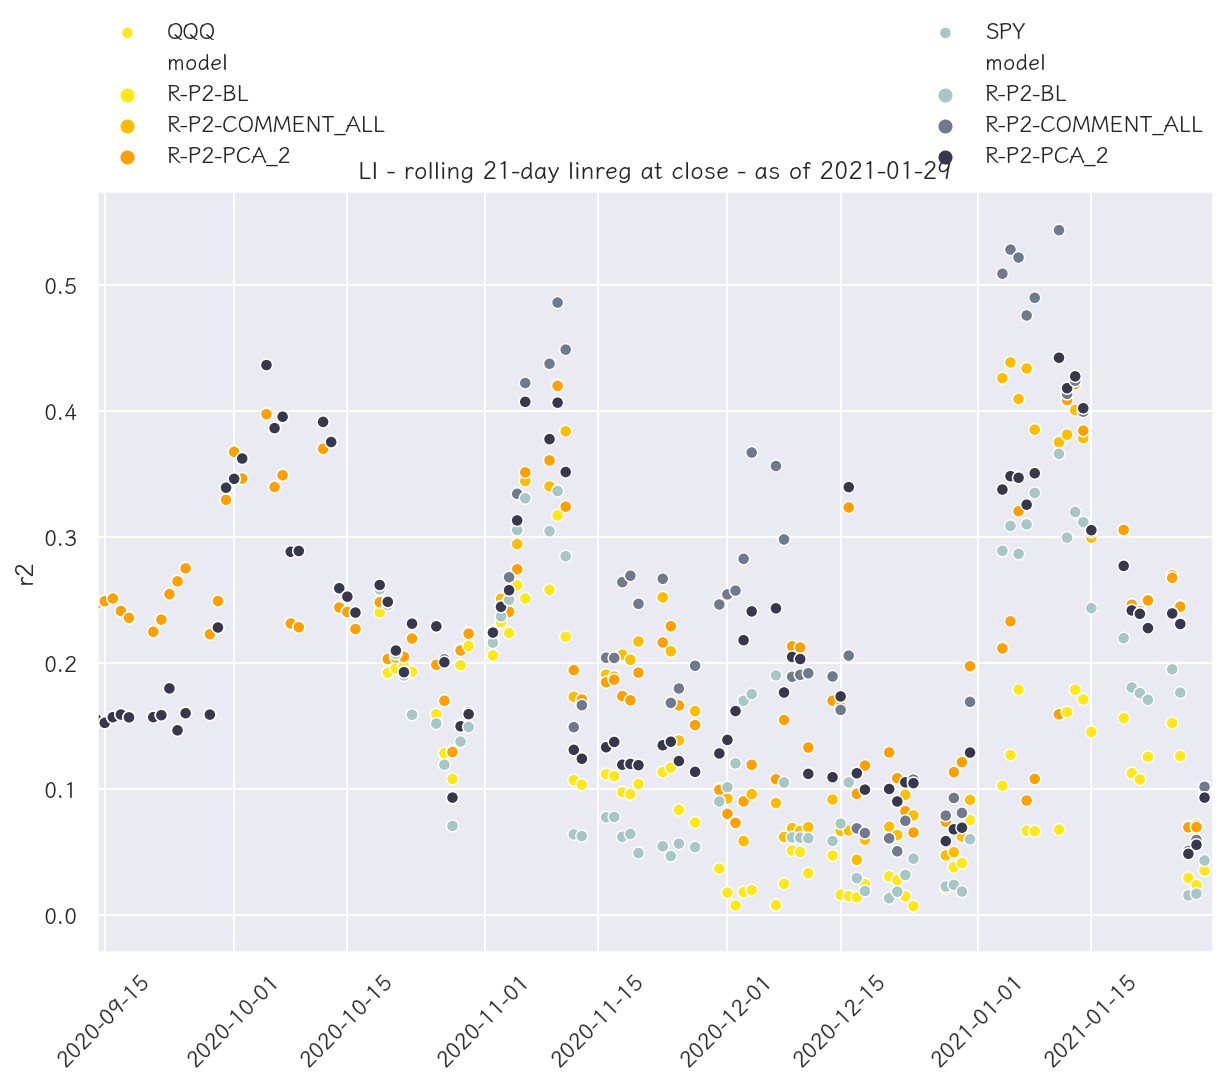 QQQ
model
R-P2-BL
R-P2-COMMENT_ALL
R-P2-PCA_2
SPY
model
R-P2-BL
R-P2-COMMENT_ALL
R-P2-PCA_2
LI - rolling 21-day linreg at close - as of 2021-01-29
r2
0.5
0.4
0.3
0.2
0.1
0.0
2020-09-15
2020-10-01
2020-10-15
2020-11-01
2020-11-15
2020-12-01
2020-12-15
2021-01-01
2021-01-15